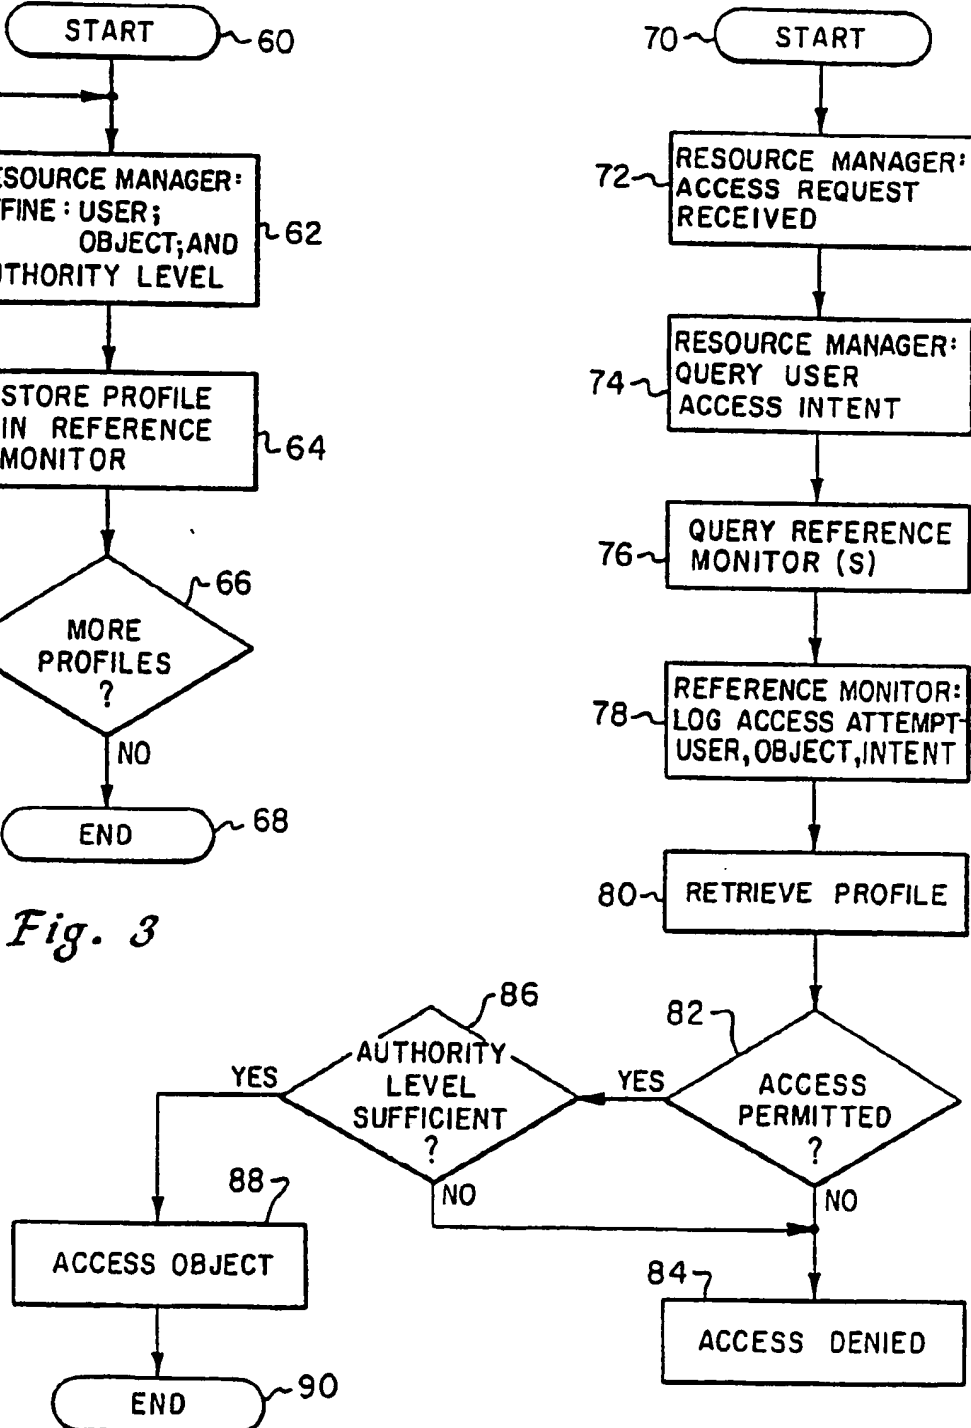 START
60
ESOURCE MANAGER:
FINE: USER;
OBJECT; AND
UTHORITY LEVEL
62
STORE PROFILE
IN REFERENCE
MONITOR
64
66
MORE
PROFILES
?
NO
END
68
Fig. 3
70
START
72
RESOURCE MANAGER:
ACCESS REQUEST
RECEIVED
74
RESOURCE MANAGER:
QUERY USER
ACCESS INTENT
76
QUERY REFERENCE
MONITOR (S)
78
REFERENCE MONITOR:
LOG ACCESS ATTEMPT-
USER, OBJECT, INTENT
80
RETRIEVE PROFILE
82
ACCESS
PERMITTED
?
YES
NO
86
AUTHORITY
LEVEL
SUFFICIENT
?
YES
NO
88
ACCESS OBJECT
84
ACCESS DENIED
END
90